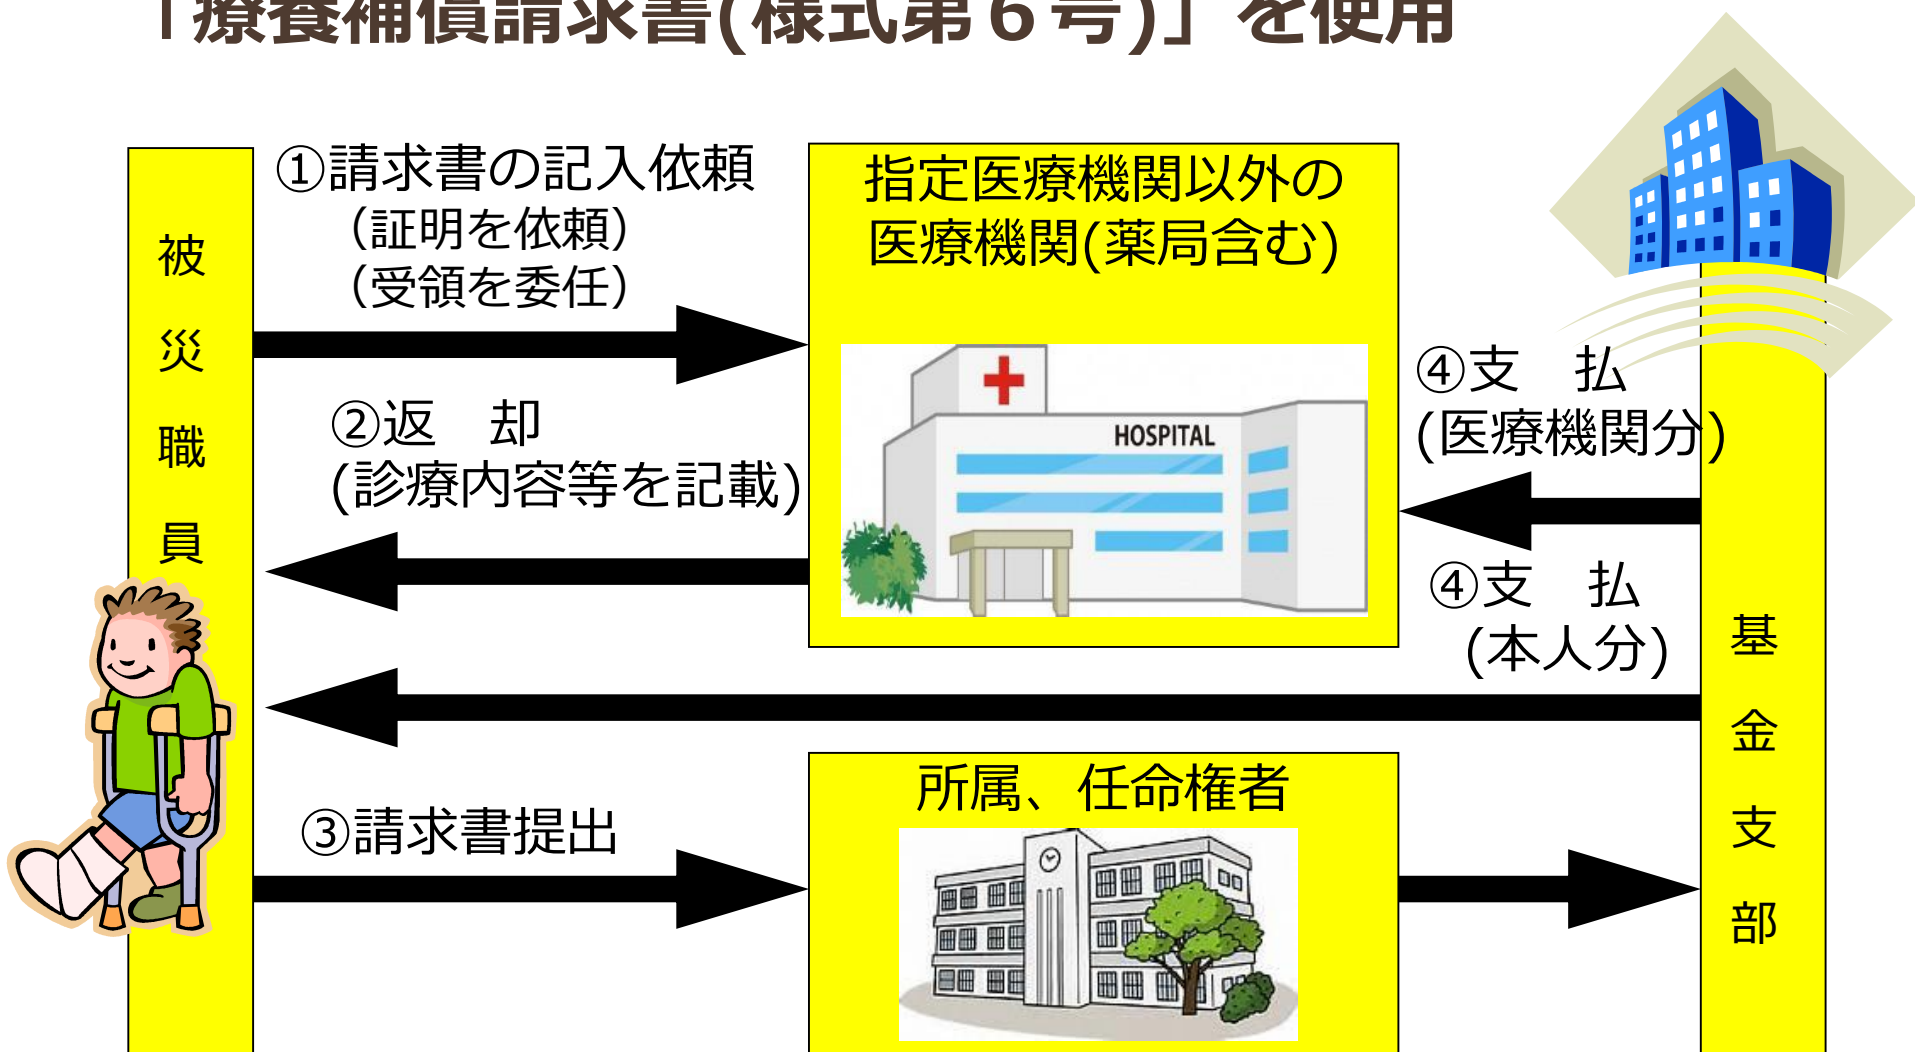 「療養補償請求書(様式第６号)」を使用
①請求書の記入依頼
（証明を依頼）
（受領を委任）
指定医療機関以外の
医療機関(薬局含む)
被災職員
HOSPITAL
②返　却
(診療内容等を記載)
④支　払
(医療機関分)
④支　払
(本人分)
基金支部
③請求書提出
所属、任命権者